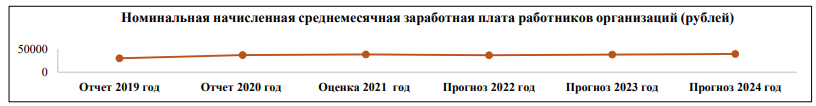 Номинальная начисленная среднемесячная заработная плата работников организаций (рублей)
50000
0
Отчет 2019 год Отчет 2020 год Оценка 2021 год Прогноз 2022 год Прогноз 2023 год Прогноз 2024 год